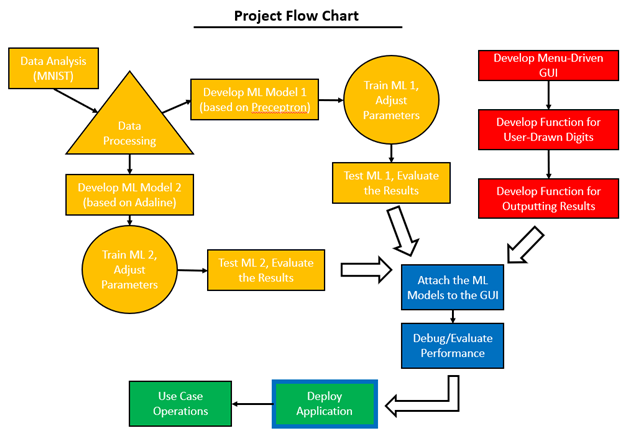 Project Flow Chart
Data Analysis
(MNIST)
Data
Processing
Develop ML Model 1
(based on Preceptron)
Train ML 1,
Adjust
Parameters
Test ML 1, Evaluate
the Results
Develop ML Model 2
(based on Adaline)
Train ML 2,
Adjust
Parameters
Test ML 2, Evaluate
the Results
Develop Menu-Driven
GUI
Develop Function for
User-Drawn Digits
Develop Function for
Outputting Results
Attach the ML
Models to the GUI
Debug/Evaluate
Performance
Deploy
Application
Use Case
Operations